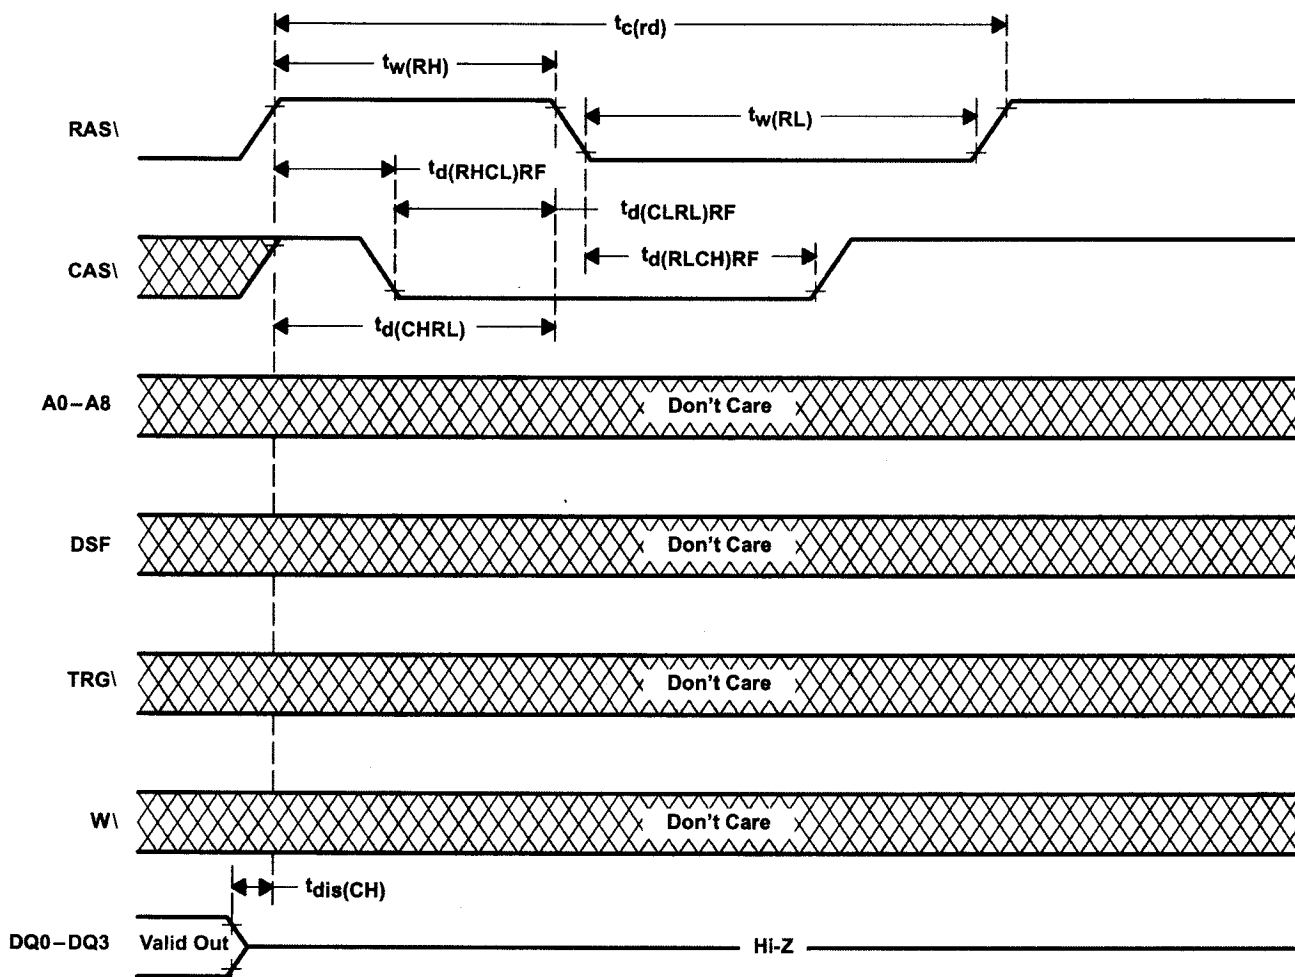 tc(rd)
tw(RH)
RAS\
tw(RL)
td(RHCL)RF
td(CLRL)RF
CAS\
td(RLCH)RF
td(CHRL)
A0–A8
Don't Care
DSF
Don't Care
TRG\
Don't Care
W\
Don't Care
tdis(CH)
DQ0–DQ3
Valid Out
Hi-Z